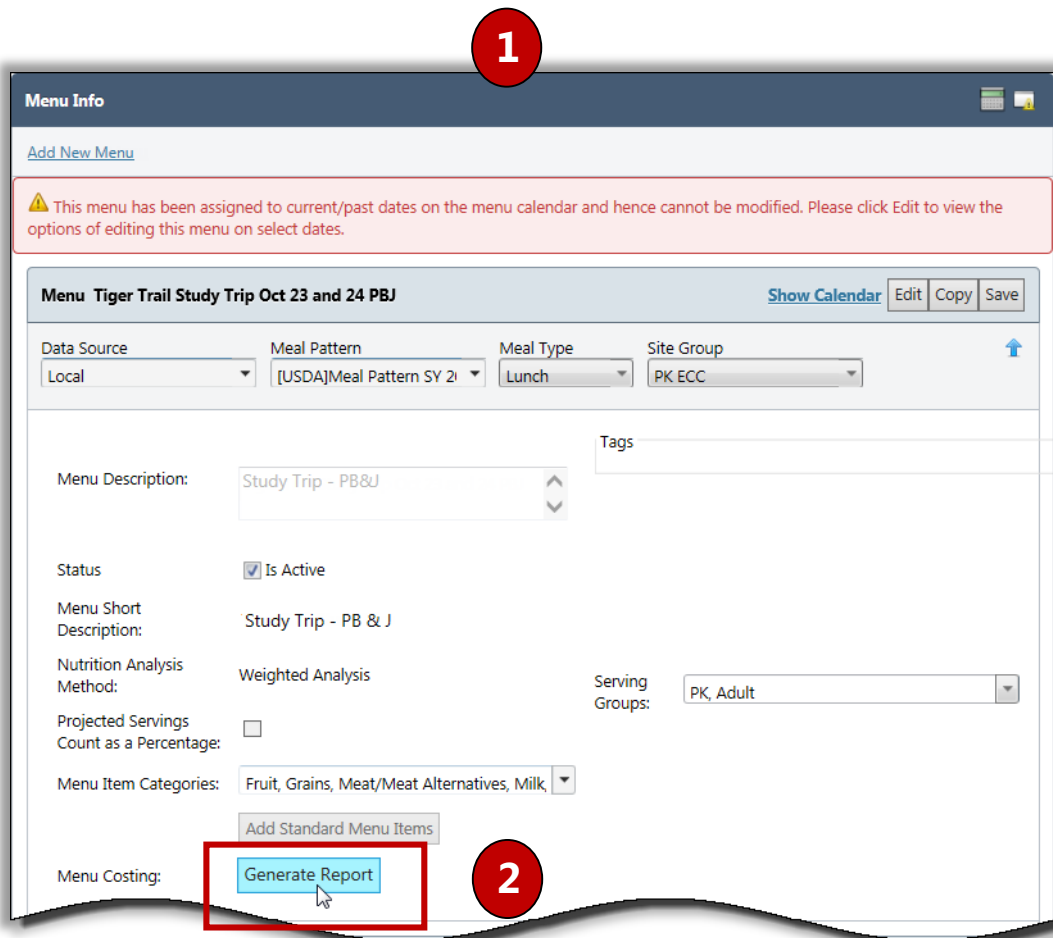 1
Menu Info
Add New Menu
This menu has been assigned to current/past dates on the menu calendar and hence cannot be modified. Please click Edit to view the
options of editing this menu on select dates.
Menu Tiger Trail Study Trip Oct 23 and 24 PBJ
Show Calendar Edit Copy Save
Data Source Meal Pattern Meal Type Site Group
Local [USDA]Meal Pattern SY 2 Lunch PK ECC
Tags
Menu Description: Study Trip - PB&J
Status Is Active
Menu Short
Description: Study Trip - PB & J
Nutrition Analysis
Method: Weighted Analysis
Serving
Groups: PK, Adult
Projected Servings
Count as a Percentage:
Menu Item Categories: Fruit, Grains, Meat/Meat Alternatives, Milk,
Add Standard Menu Items
Menu Costing: Generate Report
2